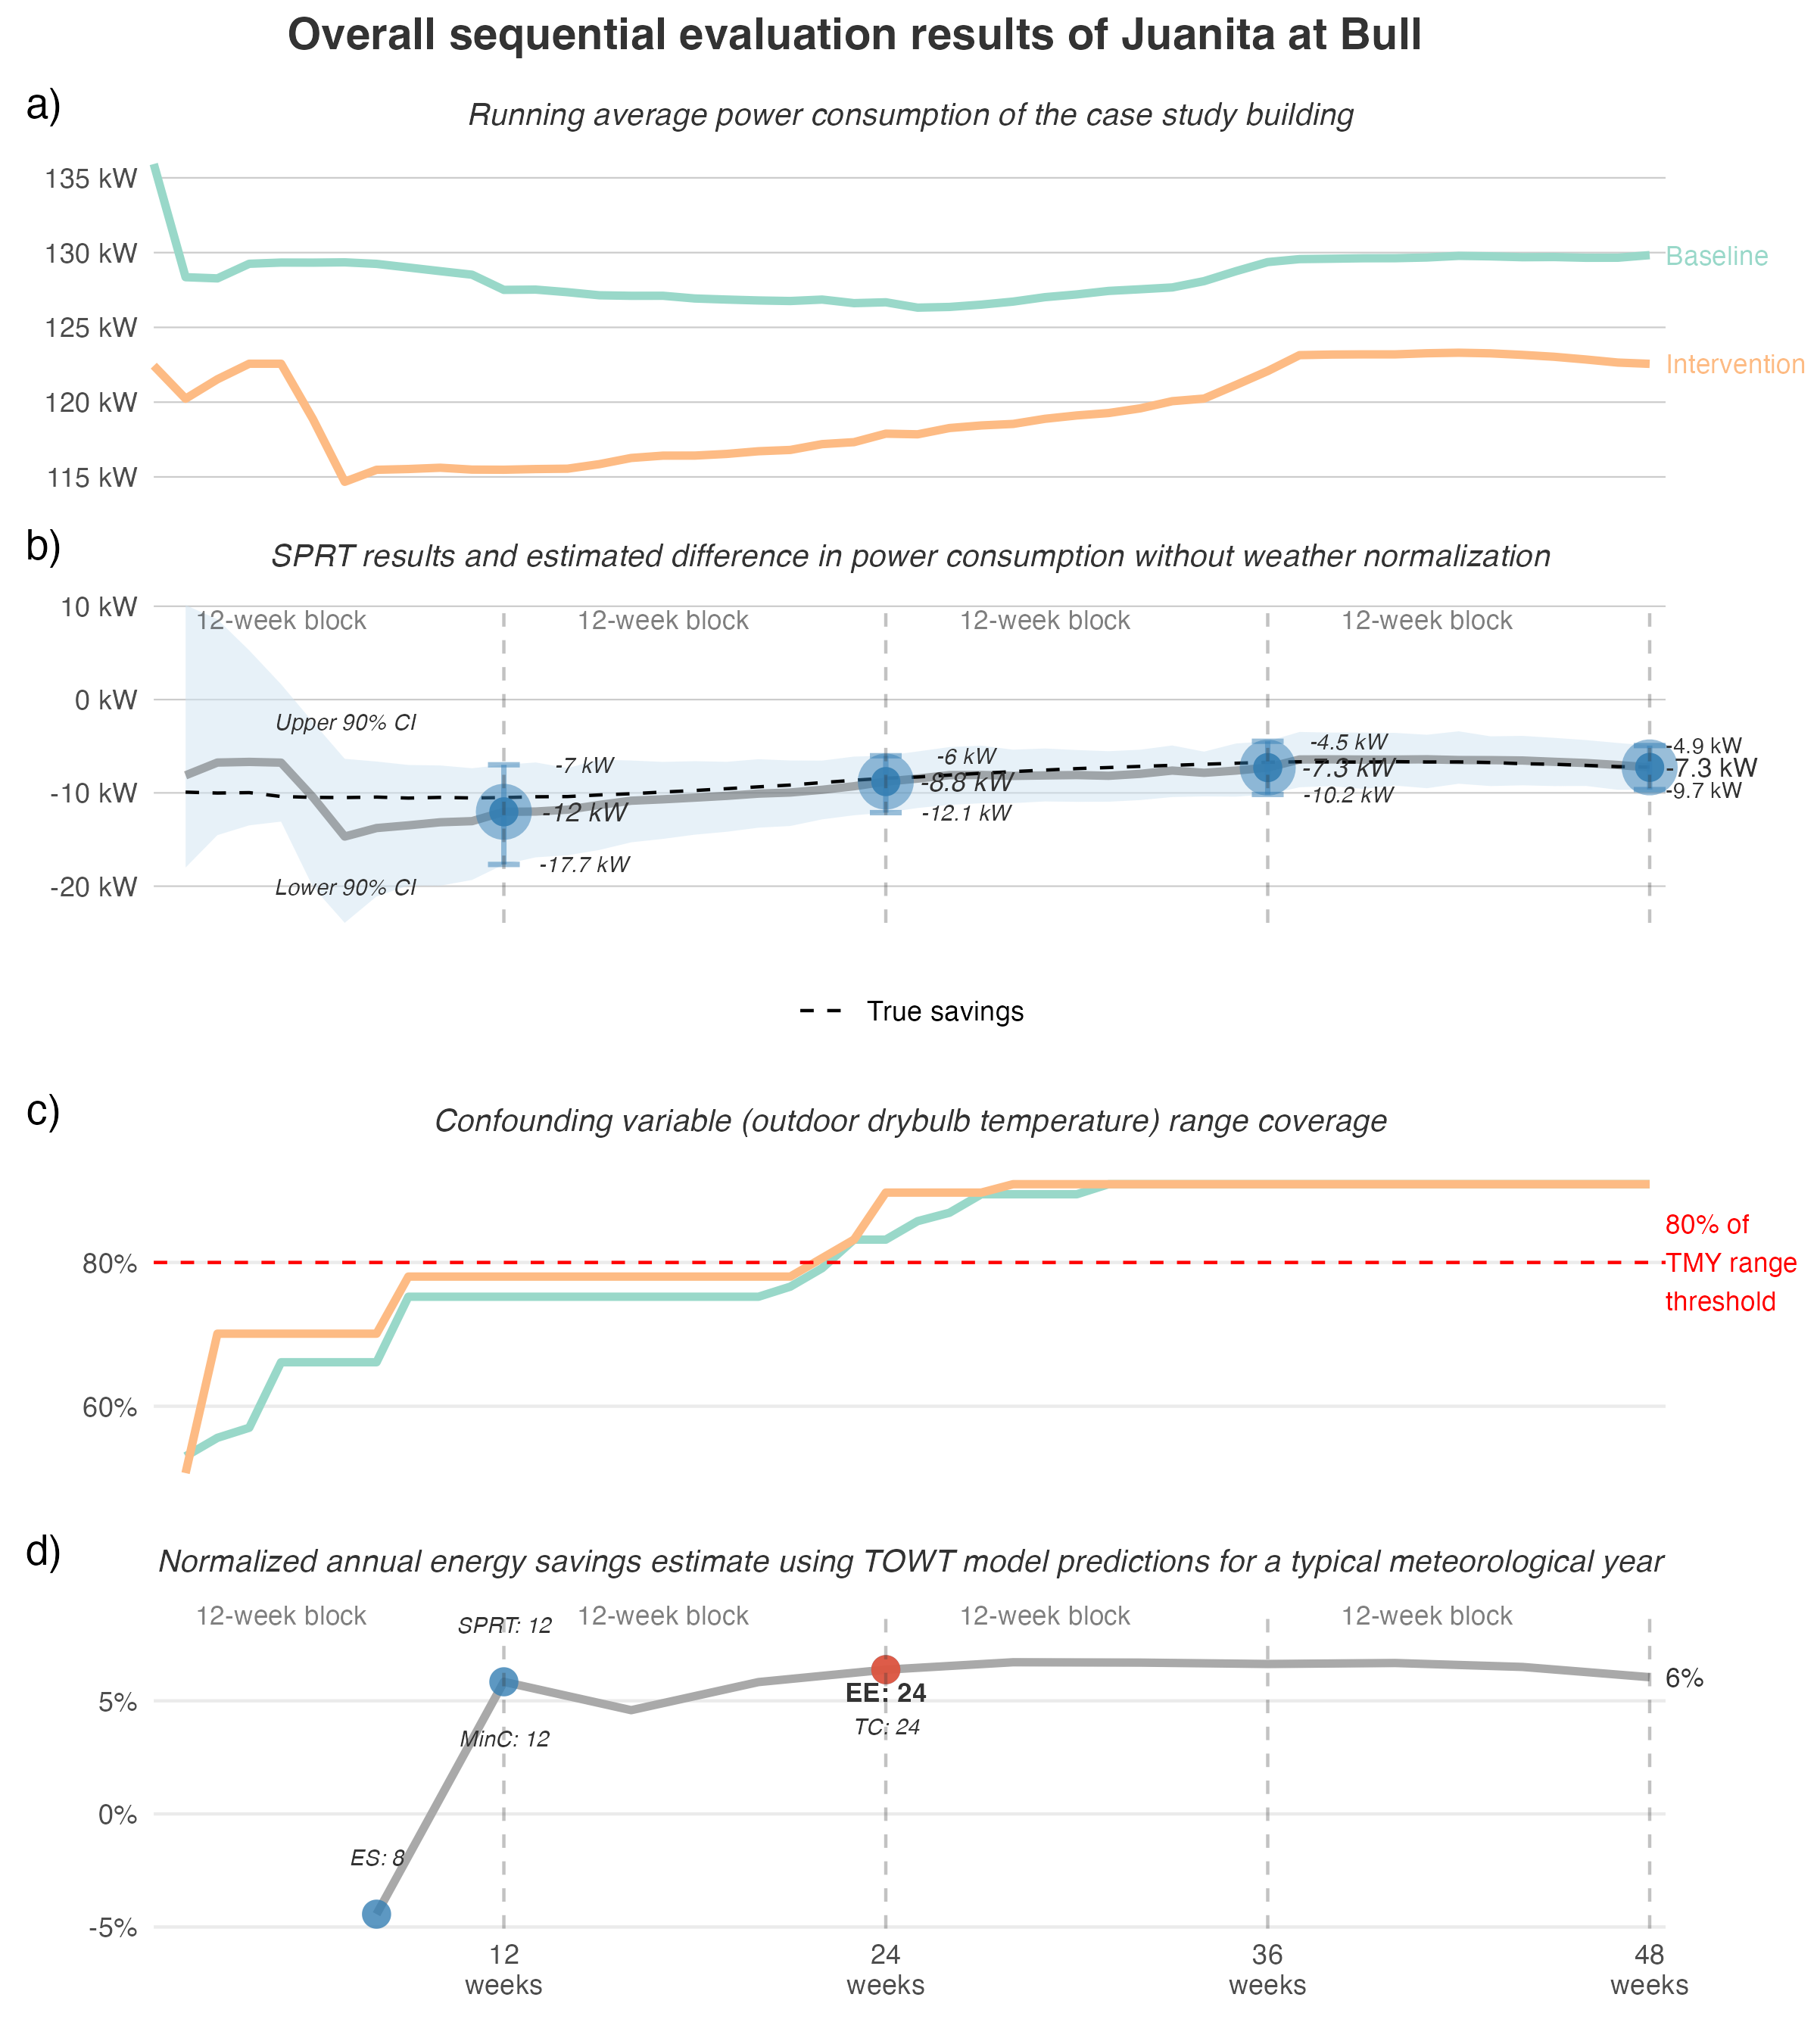 Overall sequential evaluation results of Juanita at Bull
a)
Running average power consumption of the case study building
135 kW
130 kW
125 kW
120 kW
115 kW
Baseline
Intervention
b)
SPRT results and estimated difference in power consumption without weather normalization
10 kW
0 kW
-10 kW
-20 kW
12-week block
12-week block
12-week block
12-week block
Upper 90% CI
Lower 90% CI
-7 kW
-12 kW
-17.7 kW
-6 kW
-8.8 kW
-12.1 kW
-4.5 kW
-7.3 kW
-10.2 kW
-4.9 kW
-7.3 kW
-9.7 kW
True savings
c)
Confounding variable (outdoor drybulb temperature) range coverage
80%
60%
80% of
TMY range
threshold
d)
Normalized annual energy savings estimate using TOWT model predictions for a typical meteorological year
12-week block
12-week block
12-week block
12-week block
SPRT: 12
MinC: 12
ES: 8
EE: 24
TC: 24
6%
5%
0%
-5%
12
weeks
24
weeks
36
weeks
48
weeks